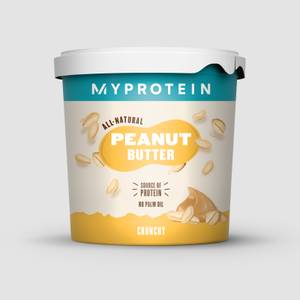 MYPROTEIN
ALL-NATURAL
PEANUT
BUTTER
SOURCE OF
PROTEIN
NO PALM OIL
CRUNCHY